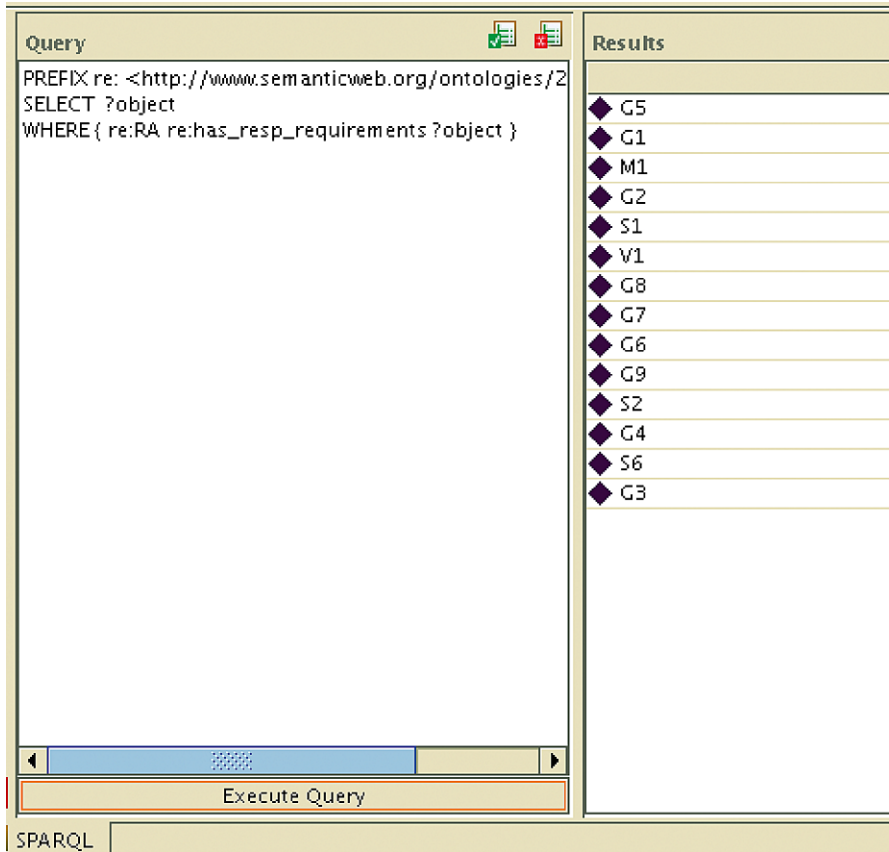 Query
PREFIX re: <http://www.semanticweb.org/ontologies/2
SELECT ?object
WHERE { re:RA re:has_resp_requirements ?object }
Execute Query
SPARQL
Results
G5
G1
M1
G2
S1
V1
G8
G7
G6
G9
S2
G4
S6
G3